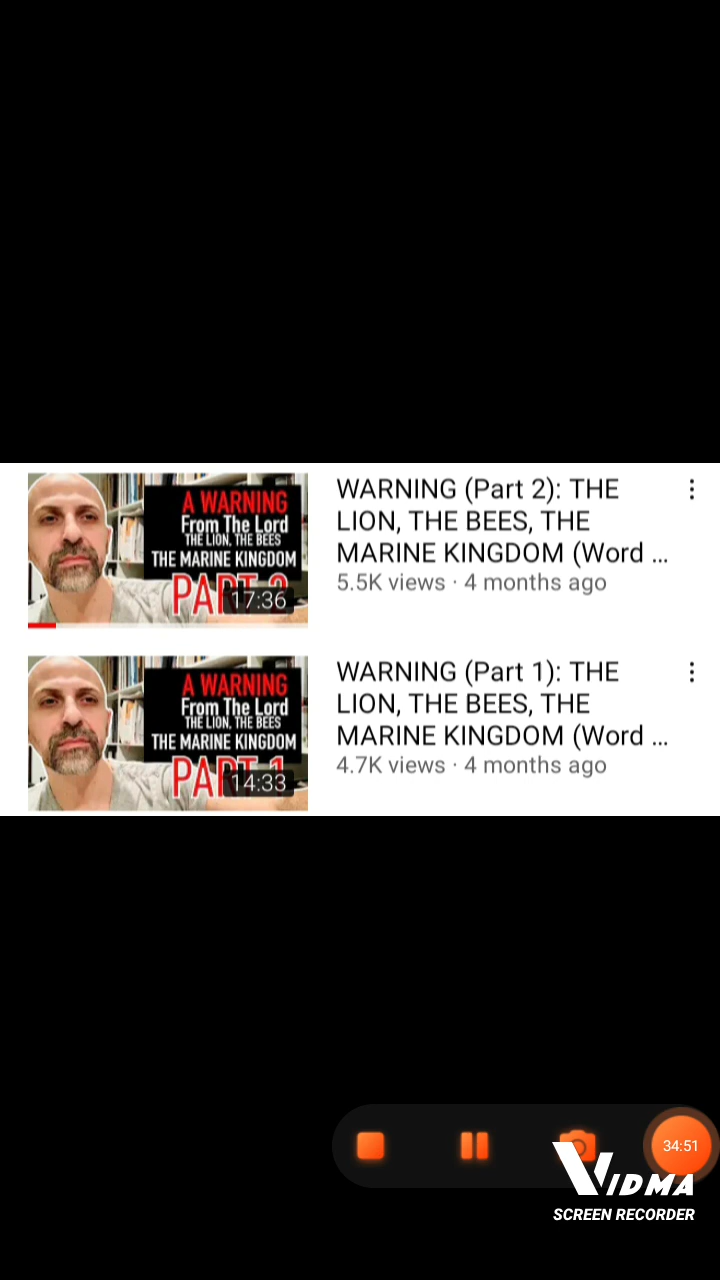 A WARNING
From The Lord
THE LION, THE BEES
THE MARINE KINGDOM
17:36
WARNING (Part 2): THE
LION, THE BEES, THE
MARINE KINGDOM (Word ...
5.5K views · 4 months ago
A WARNING
From The Lord
THE LION, THE BEES
THE MARINE KINGDOM
PART 1
14:33
WARNING (Part 1): THE
LION, THE BEES, THE
MARINE KINGDOM (Word ...
4.7K views · 4 months ago
34:51
VIDMA
SCREEN RECORDER